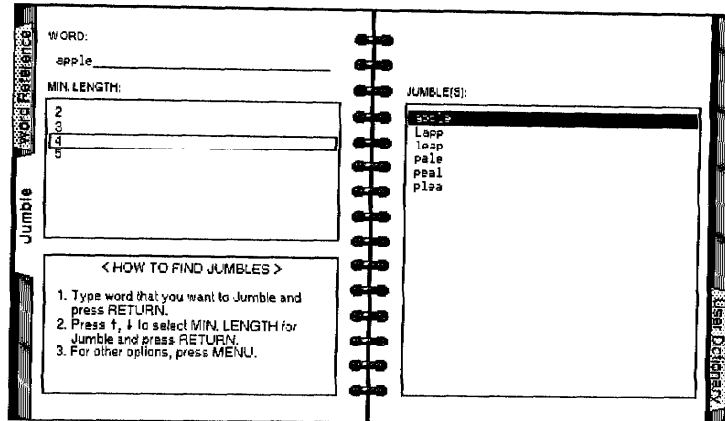 Word Reference
Jumble
WORD:
apple
MIN. LENGTH:
2
3
4
5
< HOW TO FIND JUMBLES >
1. Type word that you want to Jumble and
press RETURN.
2. Press ↑, ↓ to select MIN. LENGTH for
Jumble and press RETURN.
3. For other options, press MENU.
JUMBLE(S):
apple
Lapp
leap
pale
peal
plea
User Dictionary